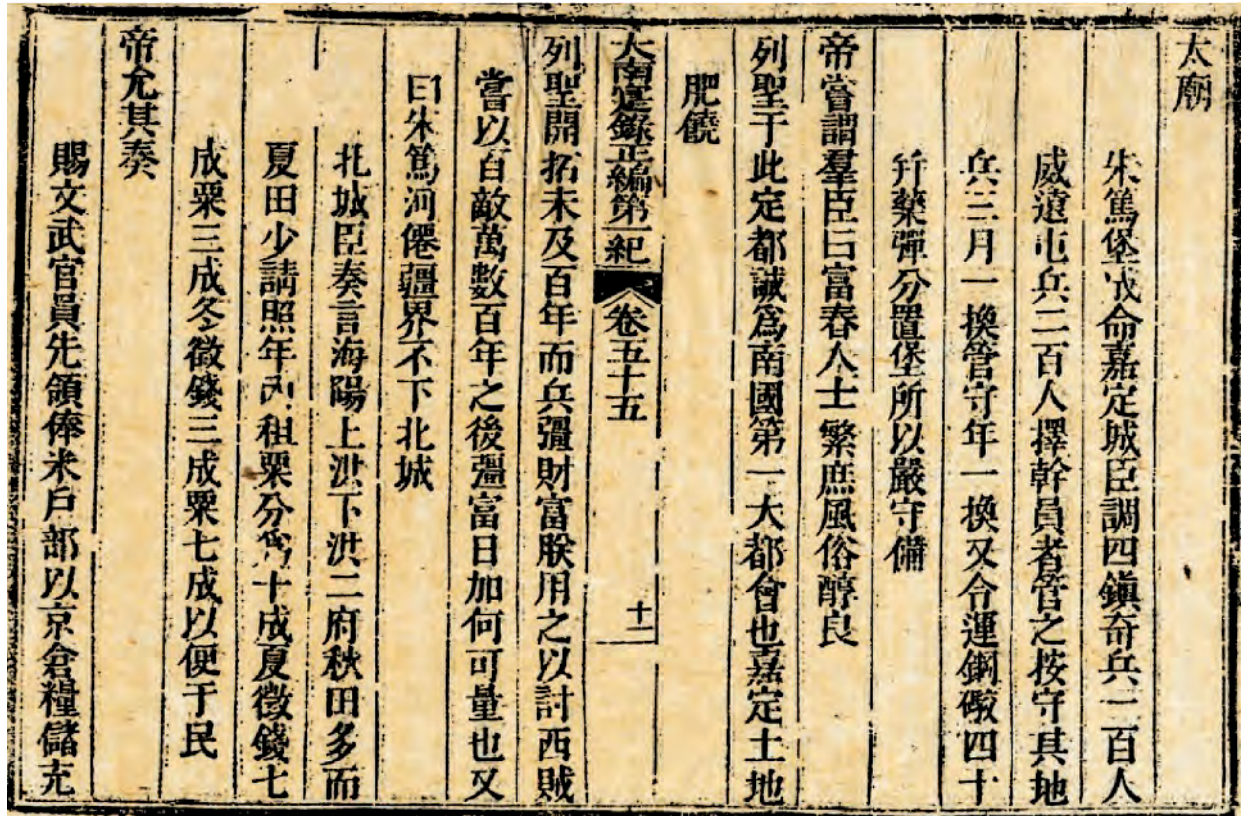 太廟
朱篤堡戍命嘉定城臣調四鎮奇兵二百人
威遠屯兵二百人擇幹員者管之按守其地
兵三月一換管守年一換又令運鋼礮四十
并藥彈分置堡所以嚴守備
帝嘗謂羣臣曰富春人士繁庶風俗醇良
列聖于此定都誠爲南國第一大都會也嘉定土地
肥饒
大南寔錄正編第一紀 卷五十五 十二
列聖開拓未及百年而兵彊財富朕用之以討西賊
嘗以百敵萬數百年之後彊富日加何可量也又
曰朱篤河僊疆界不下北城
北城臣奏言海陽上洪下洪二府秋田多而
夏田少請照年內租粟分爲十成夏徵錢七
成粟三成冬徵錢三成粟七成以便于民
帝允其奏
賜文武官員先領俸米戶部以京倉糧儲充